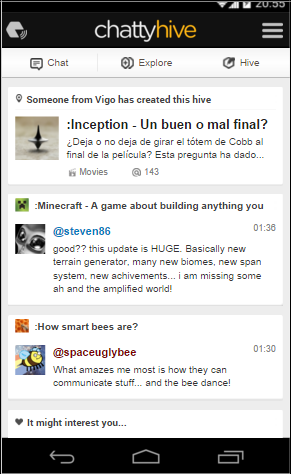 20:55
chattyhive
Chat Explore Hive
Someone from Vigo has created this hive
:Inception - Un buen o mal final?
¿Deja o no deja de girar el tótem de Cobb al
final de la película? Esta pregunta ha dado...
Movies @ 143
:Minecraft - A game about building anything you
@steven86 01:36
good?? this update is HUGE. Basically new
terrain generator, many new biomes, new span
system, new achivements... i am missing some
ah and the amplified world!
:How smart bees are?
@spaceuglybee 01:30
What amazes me most is how they can
communicate stuff... and the bee dance!
It might interest you...